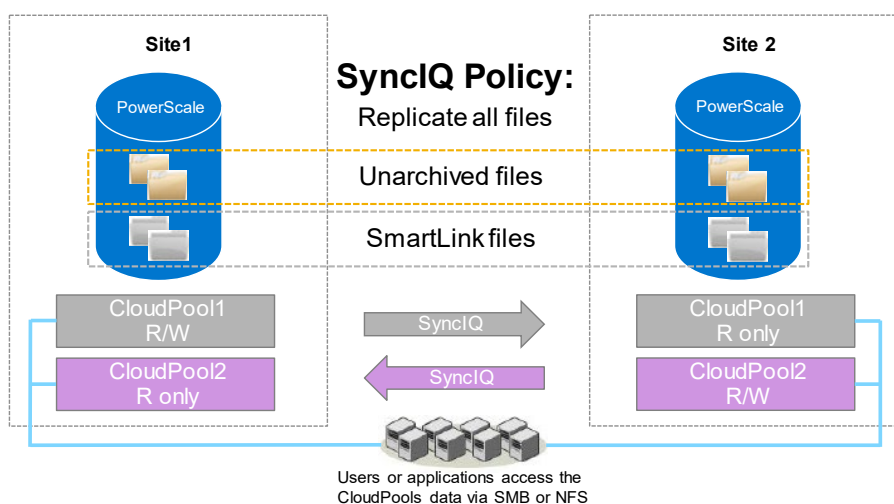 Site1
Site 2
SyncIQ Policy:
PowerScale
PowerScale
Replicate all files
Unarchived files
SmartLink files
CloudPool1
R/W
CloudPool1
R only
SyncIQ
CloudPool2
R only
SyncIQ
CloudPool2
R/W
Users or applications access the
CloudPools data via SMB or NFS